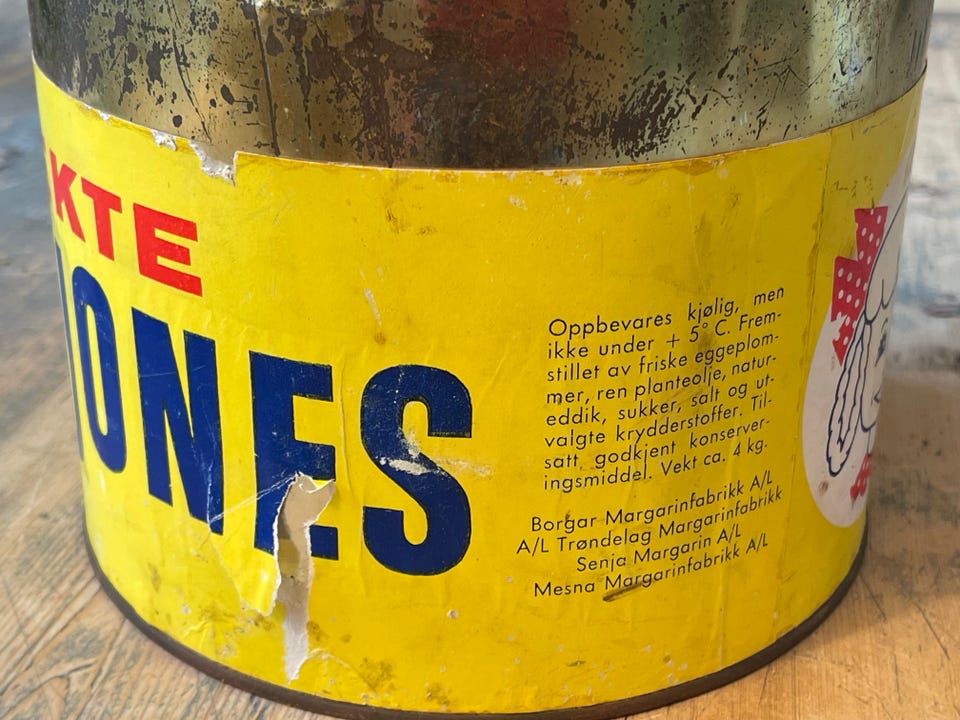 KTE
JONES
Oppbevares kjølig, men
ikke under + 5° C. Frem-
stillet av friske eggeplom-
mer, ren planteolje, natur-
eddik, sukker, salt og ut-
valgte krydderstoffer. Til-
satt godkjent konserver-
ingsmiddel. Vekt ca. 4 kg.
Borgar Margarinfabrikk A/L
A/L Trøndelag Margarinfabrikk
Senja Margarin A/L
Mesna Margarinfabrikk A/L